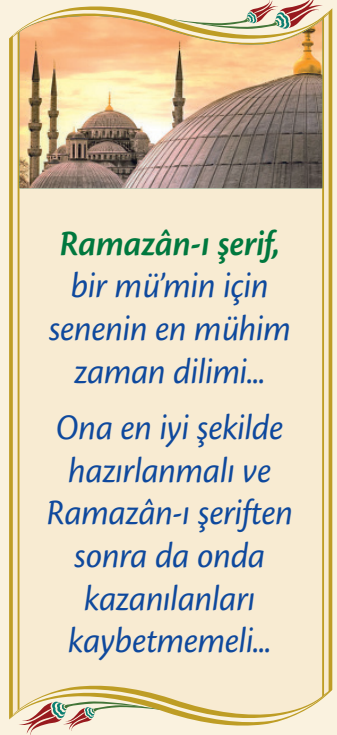 Ramazân-ı şerif,
bir mü'min için
senenin en mühim
zaman dilimi...
Ona en iyi şekilde
hazırlanmalı ve
Ramazân-ı şeriften
sonra da onda
kazanılanları
kaybetmemeli...